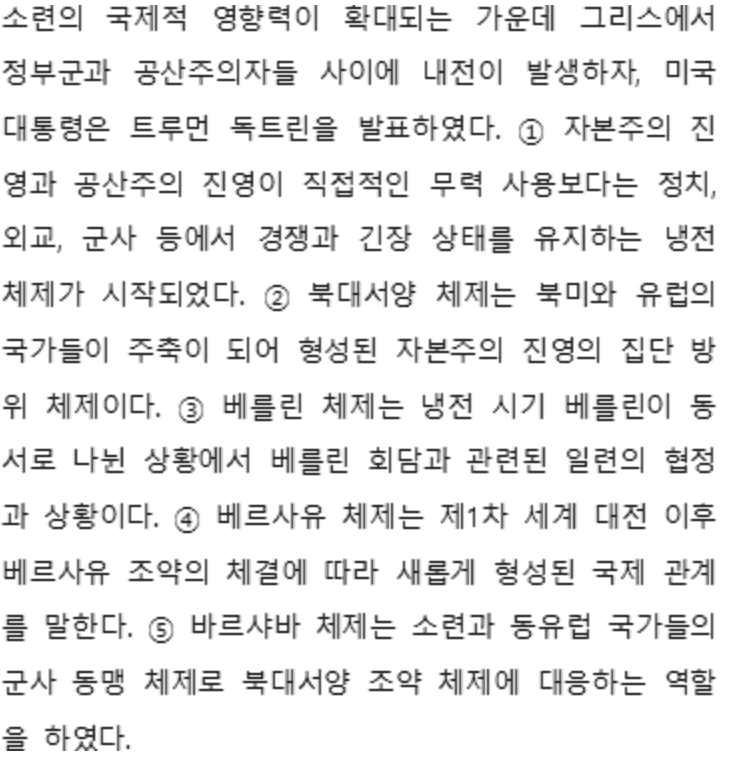 소련의 국제적 영향력이 확대되는 가운데 그리스에서
정부군과 공산주의자들 사이에 내전이 발생하자, 미국
대통령은 트루먼 독트린을 발표하였다. ① 자본주의 진
영과 공산주의 진영이 직접적인 무력 사용보다는 정치,
외교, 군사 등에서 경쟁과 긴장 상태를 유지하는 냉전
체제가 시작되었다. ② 북대서양 체제는 북미와 유럽의
국가들이 주축이 되어 형성된 자본주의 진영의 집단 방
위 체제이다. ③ 베를린 체제는 냉전 시기 베를린이 동
서로 나뉜 상황에서 베를린 회담과 관련된 일련의 협정
과 상황이다. ④ 베르사유 체제는 제1차 세계 대전 이후
베르사유 조약의 체결에 따라 새롭게 형성된 국제 관계
를 말한다. ⑤ 바르샤바 체제는 소련과 동유럽 국가들의
군사 동맹 체제로 북대서양 조약 체제에 대응하는 역할
을 하였다.